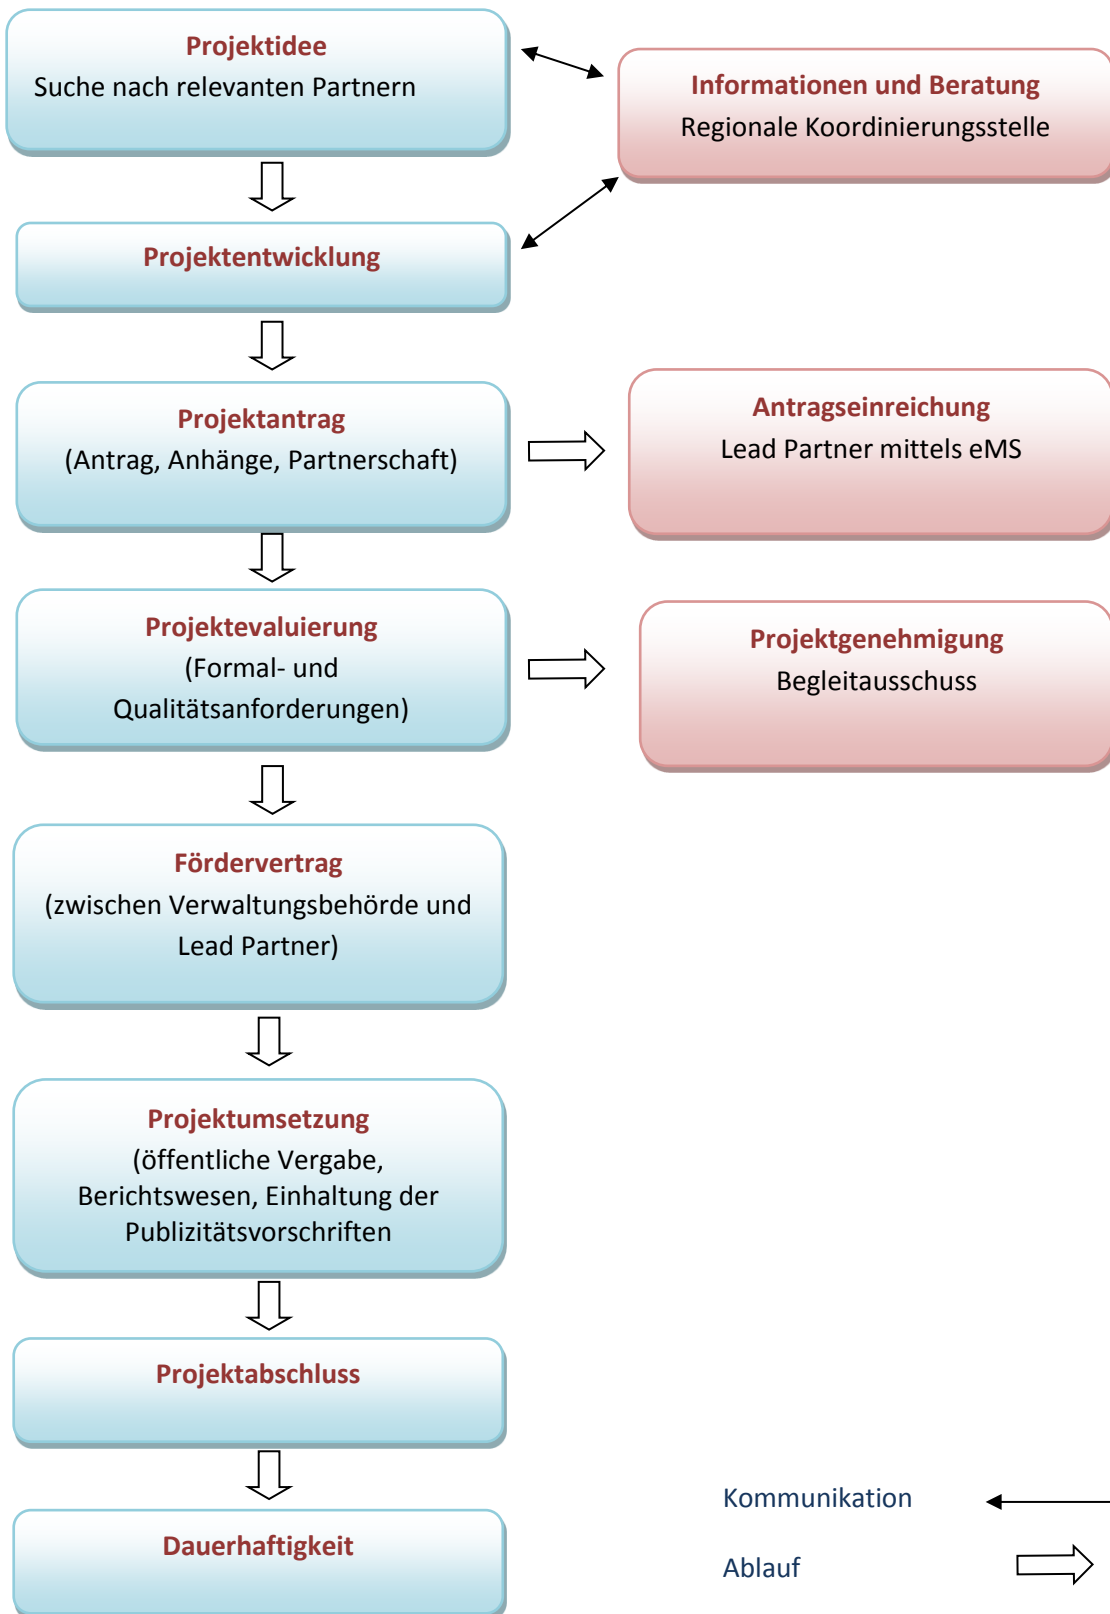 Projektidee
Suche nach relevanten Partnern
Informationen und Beratung
Regionale Koordinierungsstelle
Projektentwicklung
Projektantrag
(Antrag, Anhänge, Partnerschaft)
Antragseinreichung
Lead Partner mittels eMS
Projektevaluierung
(Formal- und
Qualitätsanforderungen)
Projektgenehmigung
Begleitausschuss
Fördervertrag
(zwischen Verwaltungsbehörde und
Lead Partner)
Projektumsetzung
(öffentliche Vergabe,
Berichtswesen, Einhaltung der
Publizitätsvorschriften
Projektabschluss
Dauerhaftigkeit
Kommunikation
Ablauf